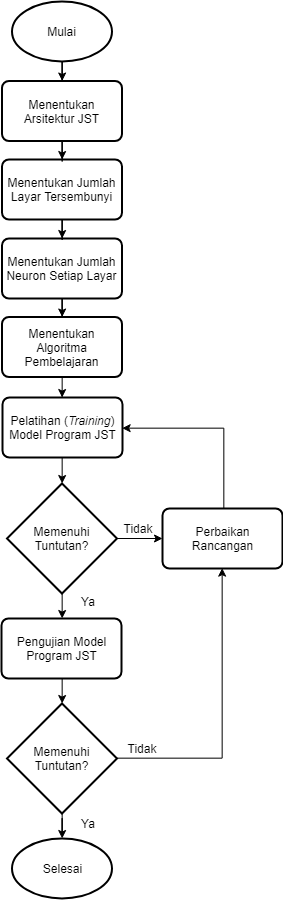 Mulai
Menentukan
Arsitektur JST
Menentukan Jumlah
Layar Tersembunyi
Menentukan Jumlah
Neuron Setiap Layar
Menentukan
Algoritma
Pembelajaran
Pelatihan (Training)
Model Program JST
Memenuhi
Tuntutan?
Tidak
Perbaikan
Rancangan
Ya
Pengujian Model
Program JST
Memenuhi
Tuntutan?
Tidak
Ya
Selesai